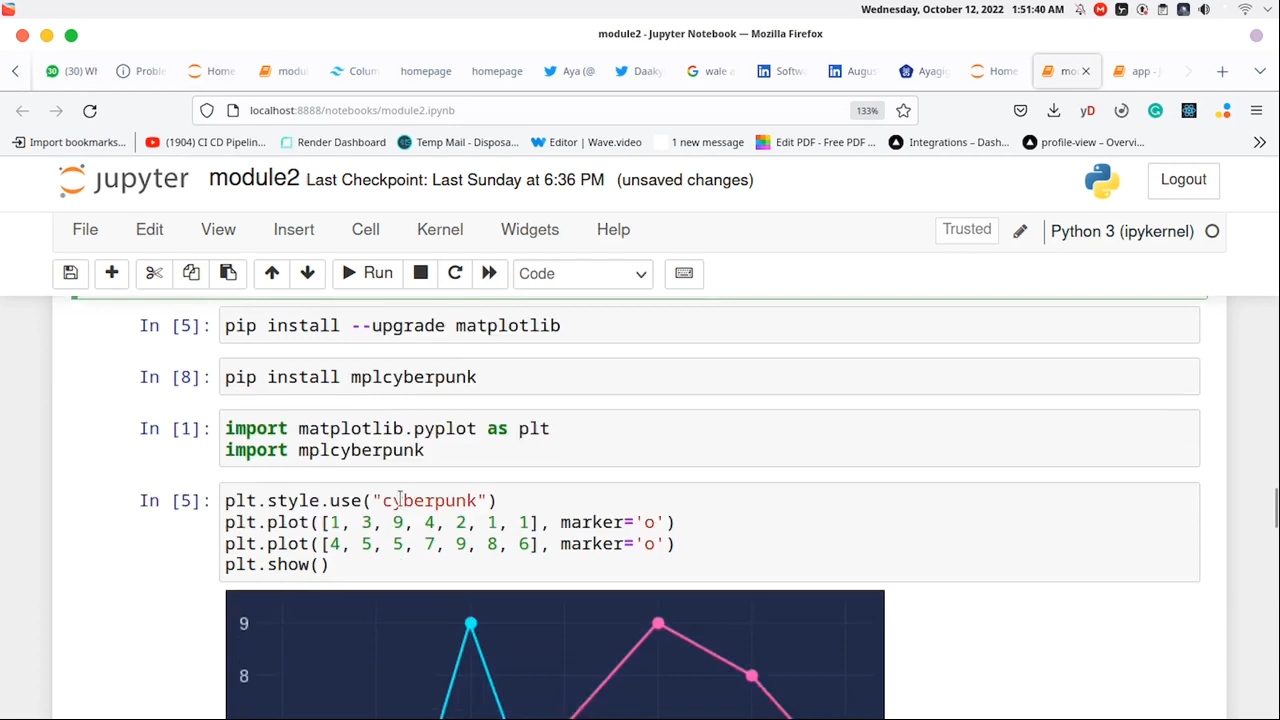 Wednesday, October 12, 2022 1:51:40 AM
module2 - Jupyter Notebook — Mozilla Firefox
30 (30) Wh Proble Home modu Colum homepage homepage Aya (@ Daaky wale a Softwa Augus Ayagig Home mo app - J
localhost:8888/notebooks/module2.ipynb 133% yD
Import bookmarks... (1904) CI CD Pipelin... Render Dashboard Temp Mail - Disposa... Editor | Wave.video 1 new message Edit PDF - Free PDF ... Integrations – Dash... profile-view – Overvi...
jupyter module2 Last Checkpoint: Last Sunday at 6:36 PM (unsaved changes) Logout
File Edit View Insert Cell Kernel Widgets Help Trusted Python 3 (ipykernel)
Run Code
In [5]: pip install --upgrade matplotlib
In [8]: pip install mplcyberpunk
In [1]: import matplotlib.pyplot as plt
import mplcyberpunk
In [5]: plt.style.use("cyberpunk")
plt.plot([1, 3, 9, 4, 2, 1, 1], marker='o')
plt.plot([4, 5, 5, 7, 9, 8, 6], marker='o')
plt.show()
9
8